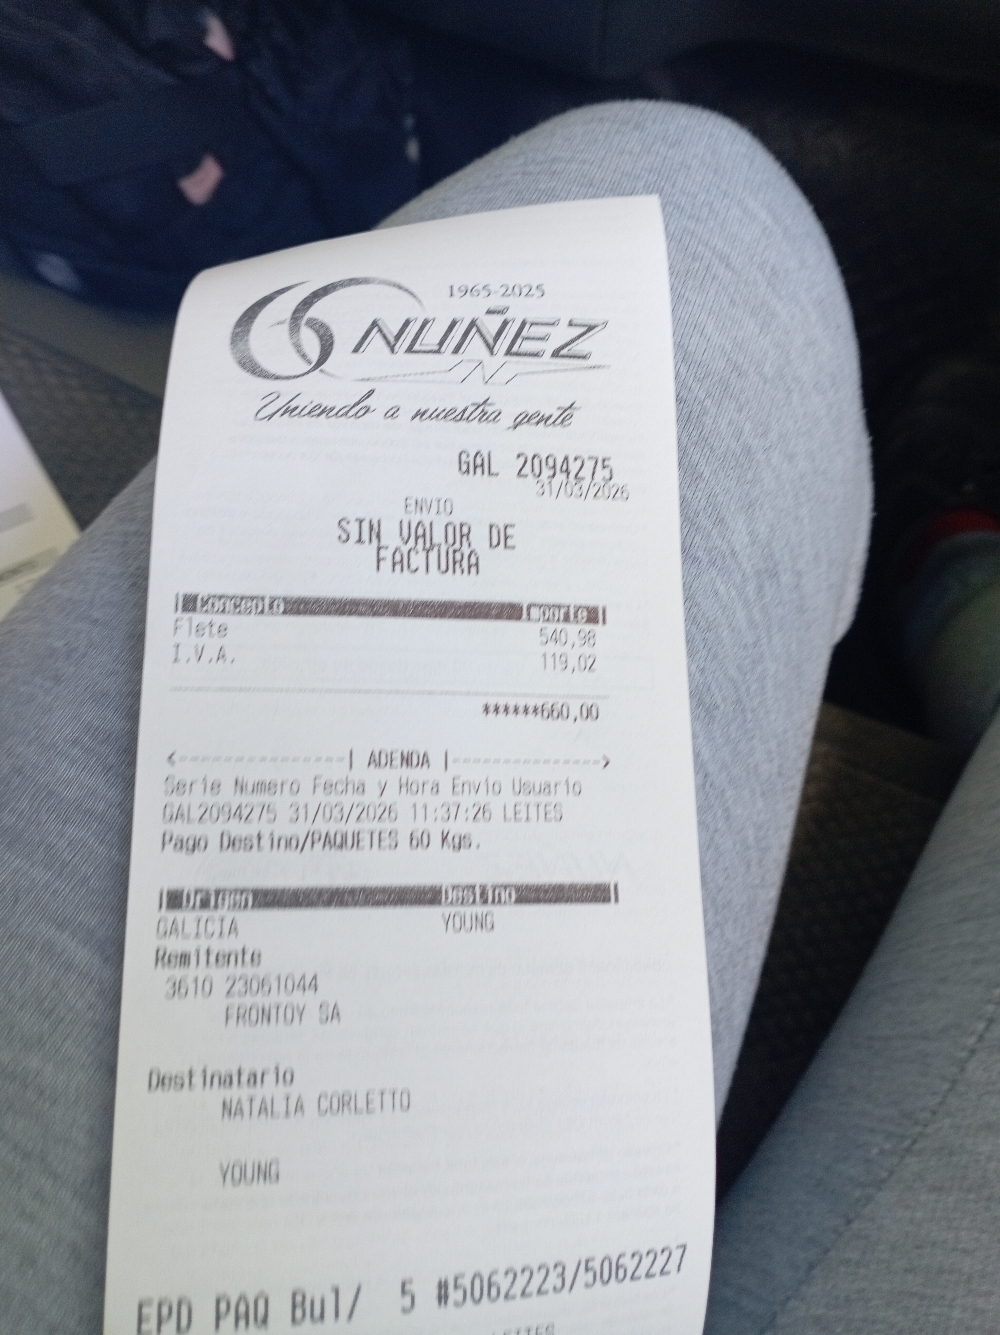 1965-2025
NUÑEZ
Uniendo a nuestra gente
GAL 2094275
31/03/2026
ENVIO
SIN VALOR DE
FACTURA
Concepto Importe
Flete 540,98
I.V.A. 119,02
******660,00
<---------------| ADENDA |--------------->
Serie Numero Fecha y Hora Envio Usuario
GAL2094275 31/03/2026 11:37:26 LEITES
Pago Destino/PAQUETES 60 Kgs.
Origen Destino
GALICIA YOUNG
Remitente
3610 23061044
FRONTOY SA
Destinatario
NATALIA CORLETTO
YOUNG
EPD PAQ Bul/ 5 #5062223/5062227
LEITES